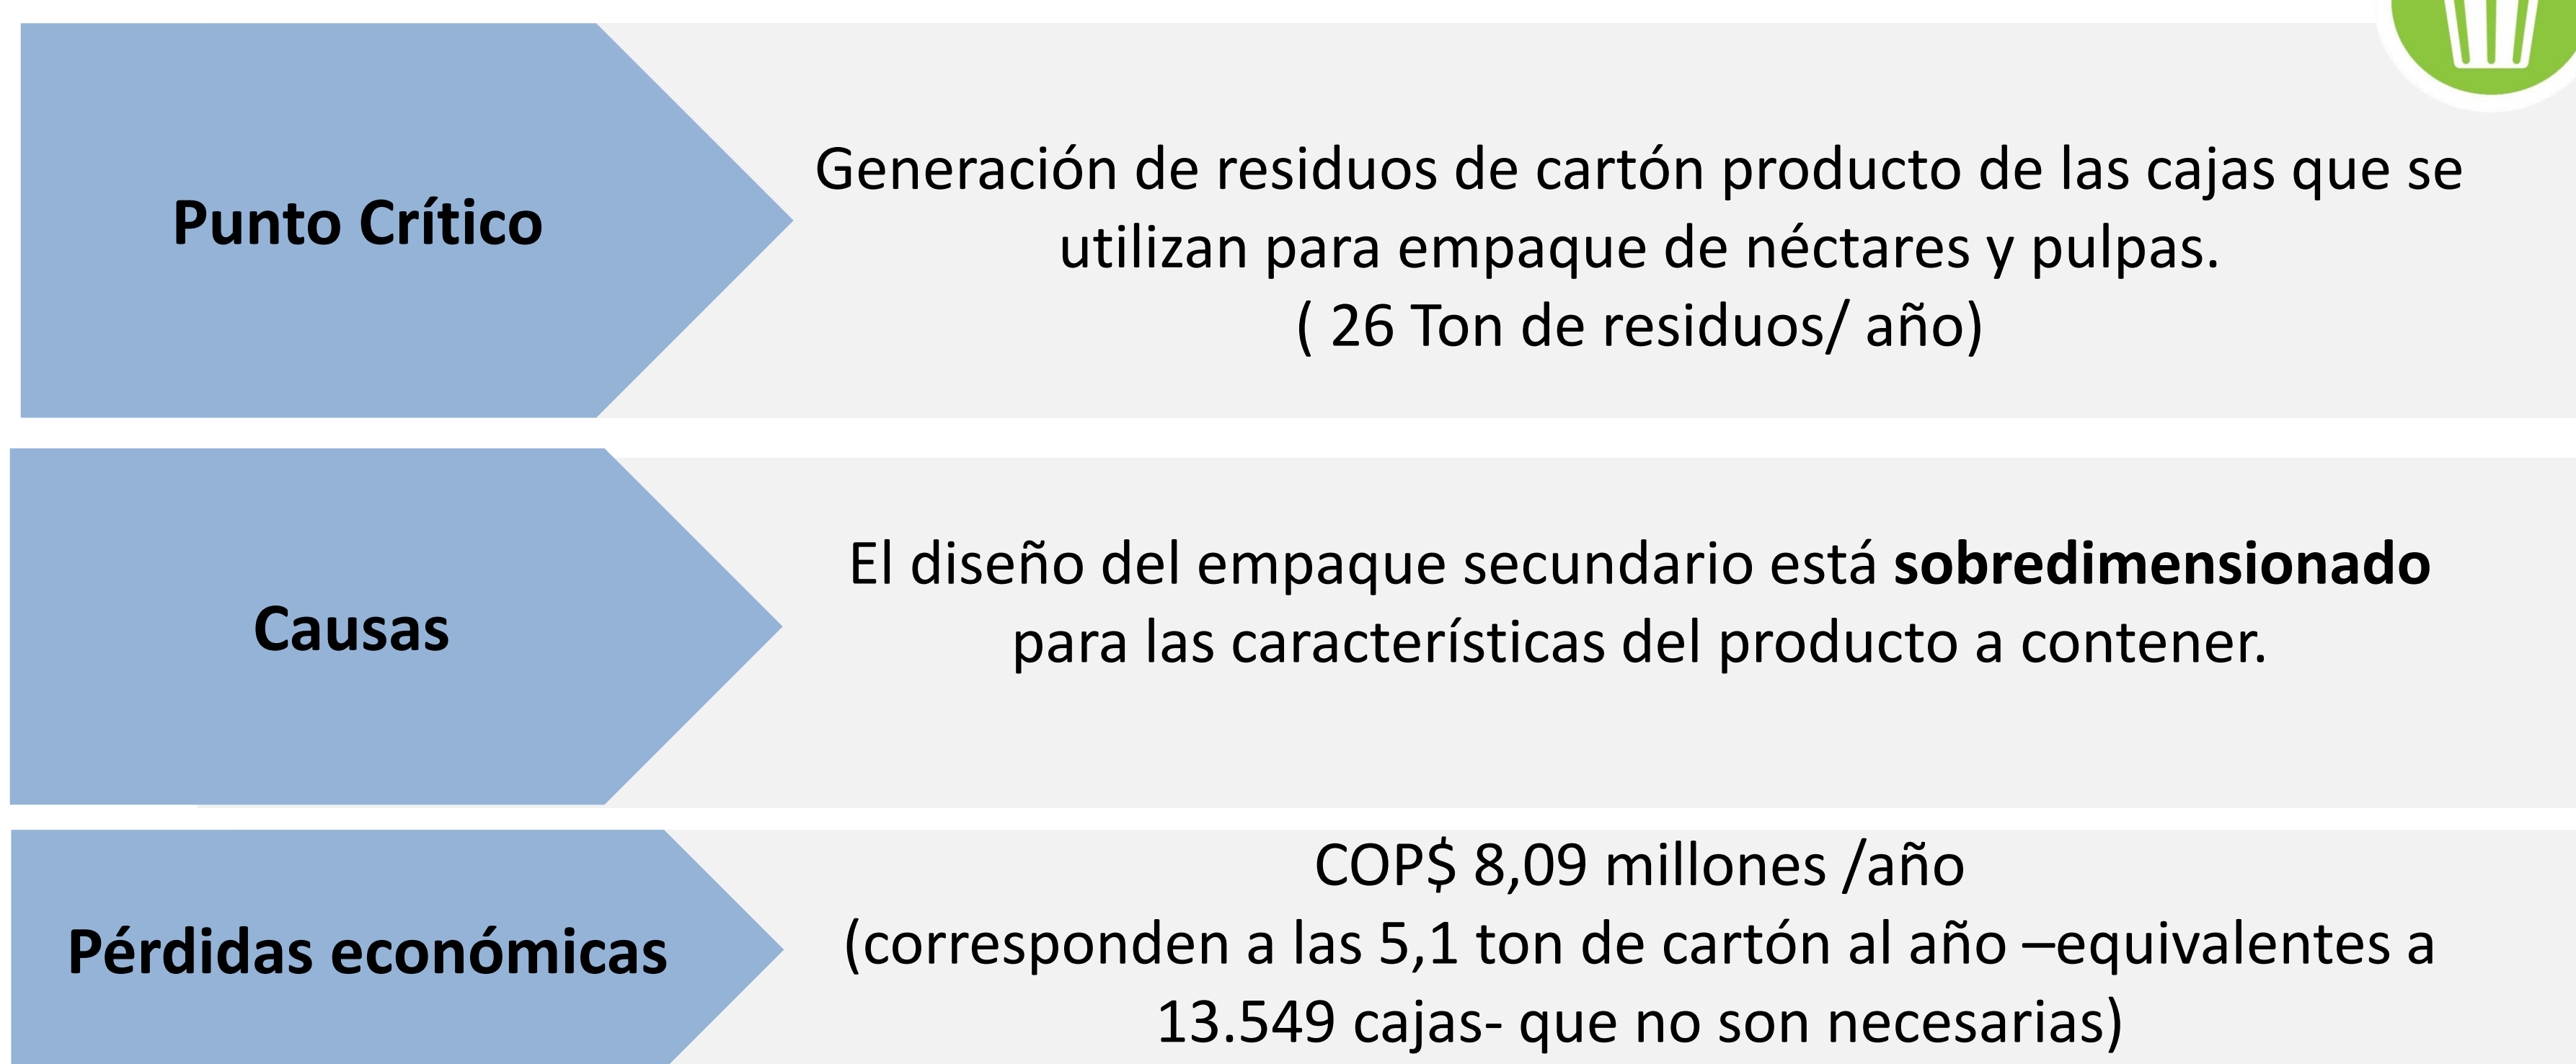 Punto Crítico
Generación de residuos de cartón producto de las cajas que se
utilizan para empaque de néctares y pulpas.
( 26 Ton de residuos/ año)
Causas
El diseño del empaque secundario está sobredimensionado
para las características del producto a contener.
Pérdidas económicas
COP$ 8,09 millones /año
(corresponden a las 5,1 ton de cartón al año –equivalentes a
13.549 cajas- que no son necesarias)